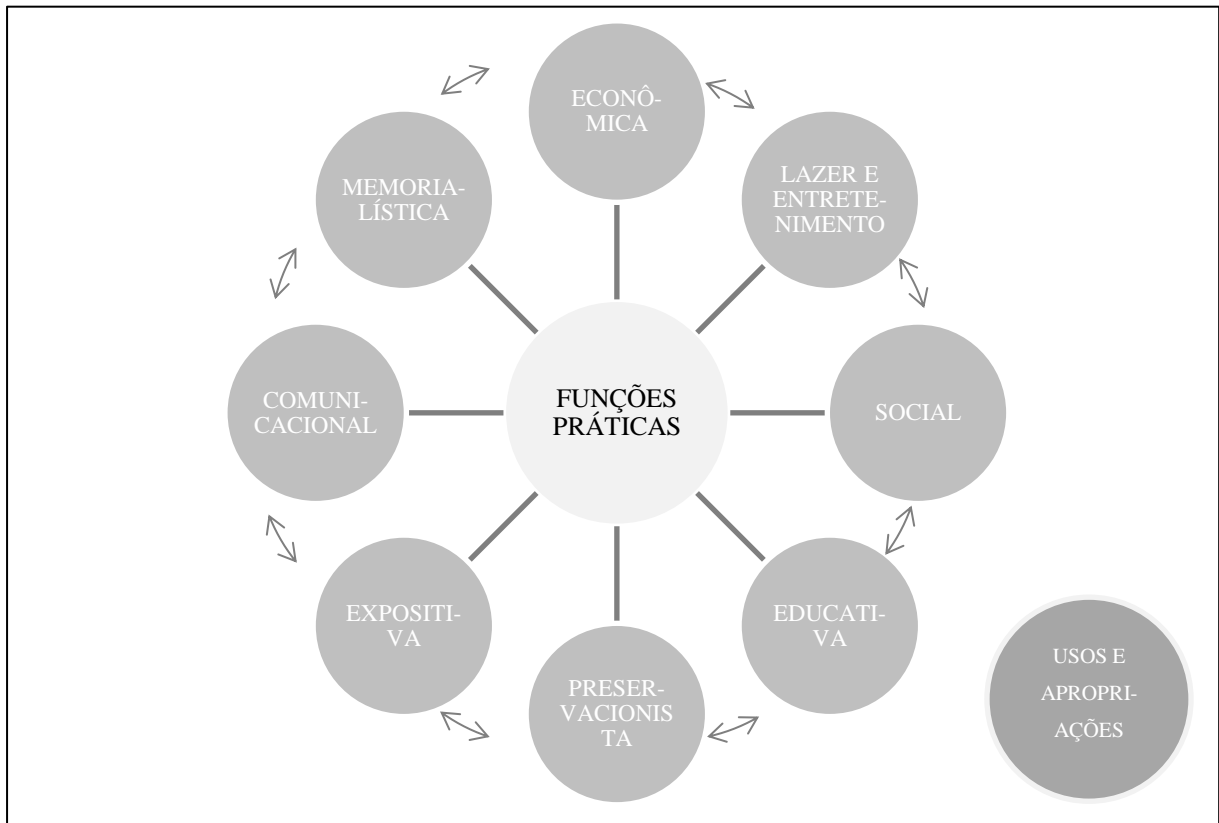 ECONÔ-
MICA
LAZER E
ENTRETE-
NIMENTO
SOCIAL
EDUCATI-
VA
PRESER-
VACIONIS
TA
EXPOSITI-
VA
COMUNI-
CACIONAL
MEMORIA-
LÍSTICA
FUNÇÕES
PRÁTICAS
USOS E
APROPRI-
AÇÕES